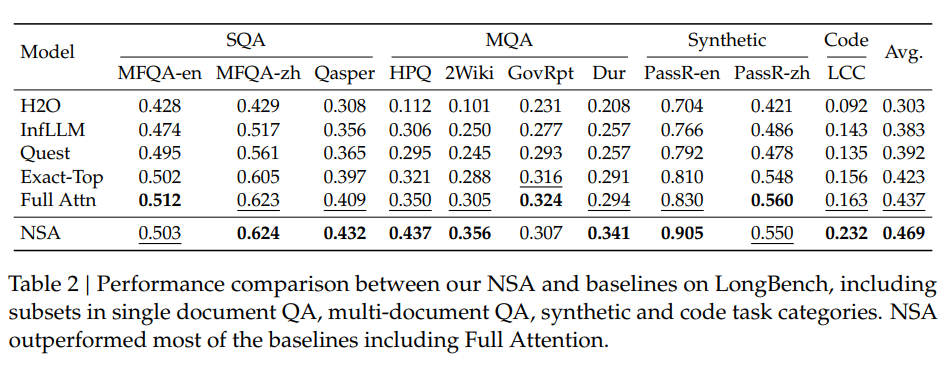 Model SQA MQA Synthetic Code Avg.
MFQA-en MFQA-zh Qasper HPQ 2Wiki GovRpt Dur PassR-en PassR-zh LCC
H2O 0.428 0.429 0.308 0.112 0.101 0.231 0.208 0.704 0.421 0.092 0.303
InfLLM 0.474 0.517 0.356 0.306 0.250 0.277 0.257 0.766 0.486 0.143 0.383
Quest 0.495 0.561 0.365 0.295 0.245 0.293 0.257 0.792 0.478 0.135 0.392
Exact-Top 0.502 0.605 0.397 0.321 0.288 0.316 0.291 0.810 0.548 0.156 0.423
Full Attn 0.512 0.623 0.409 0.350 0.305 0.324 0.294 0.830 0.560 0.163 0.437
NSA 0.503 0.624 0.432 0.437 0.356 0.307 0.341 0.905 0.550 0.232 0.469
Table 2 | Performance comparison between our NSA and baselines on LongBench, including
subsets in single document QA, multi-document QA, synthetic and code task categories. NSA
outperformed most of the baselines including Full Attention.